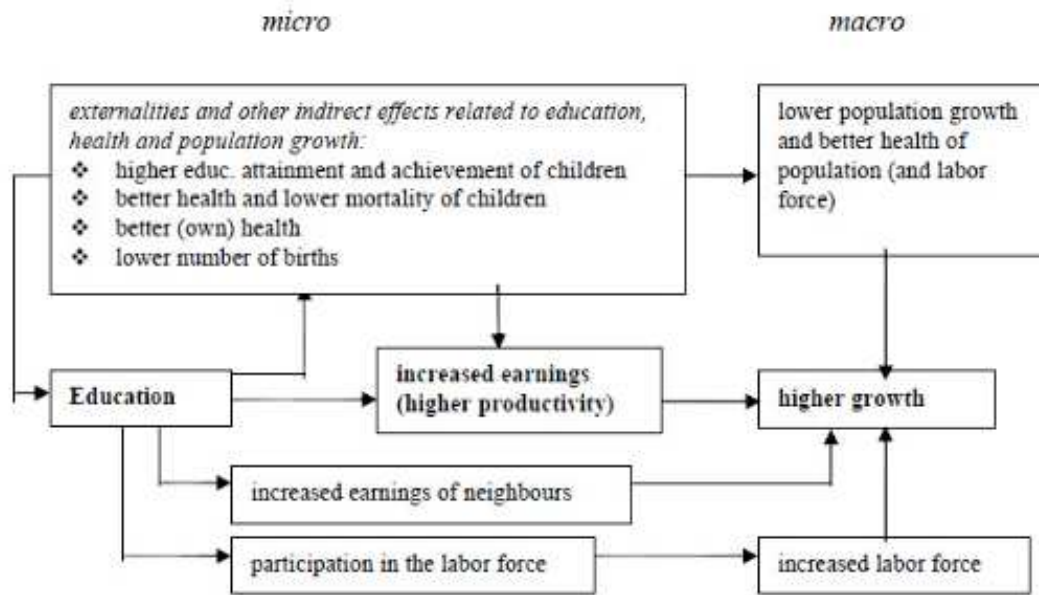 micro
macro
externalities and other indirect effects related to education,
health and population growth:
❖ higher educ. attainment and achievement of children
❖ better health and lower mortality of children
❖ better (own) health
❖ lower number of births
lower population growth
and better health of
population (and labor
force)
Education
increased earnings
(higher productivity)
higher growth
increased earnings of neighbours
participation in the labor force
increased labor force